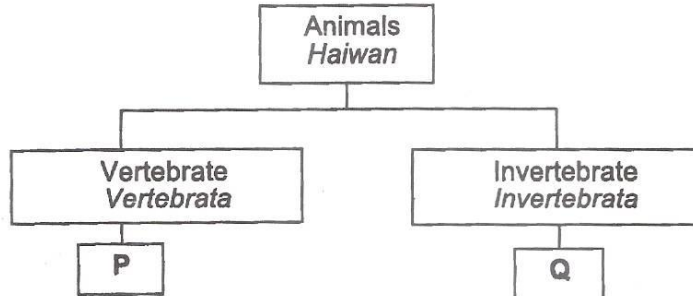 Animals
Haiwan
Vertebrate
Vertebrata
Invertebrate
Invertebrata
P
Q